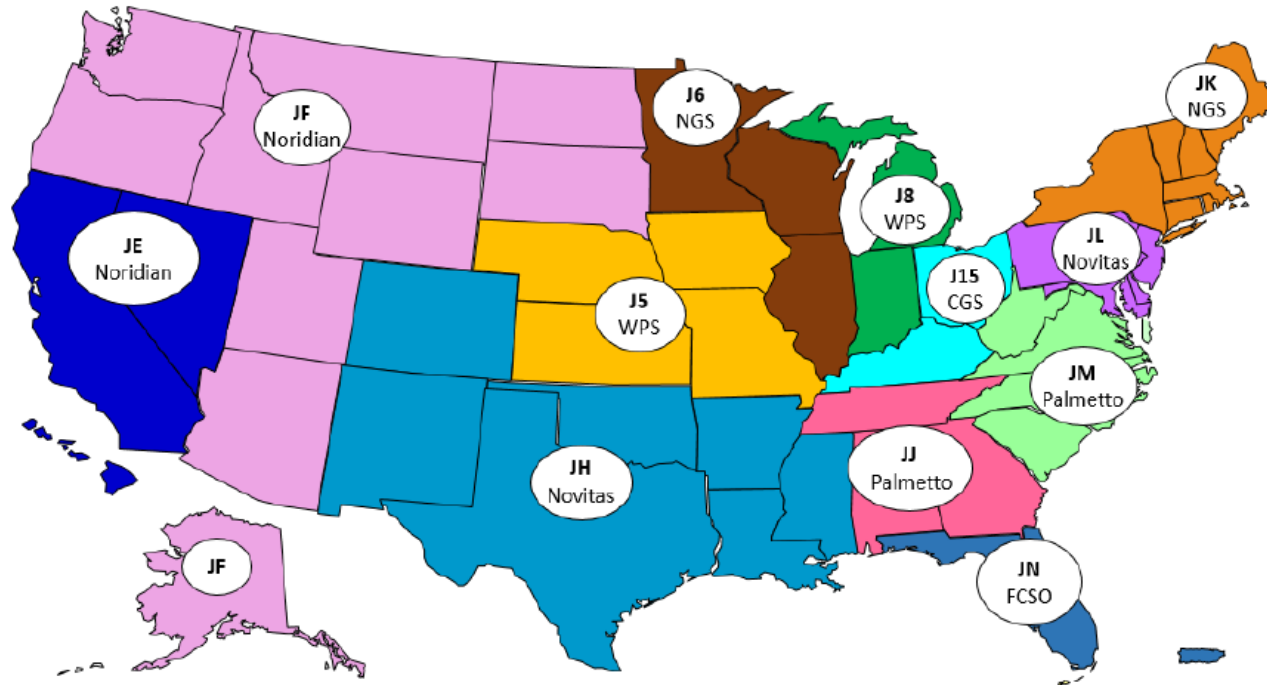 JF
Noridian
J6
NGS
JK
NGS
JE
Noridian
J8
WPS
JL
Novitas
J5
WPS
J15
CGS
JM
Palmetto
JH
Novitas
JJ
Palmetto
JF
JN
FCSO